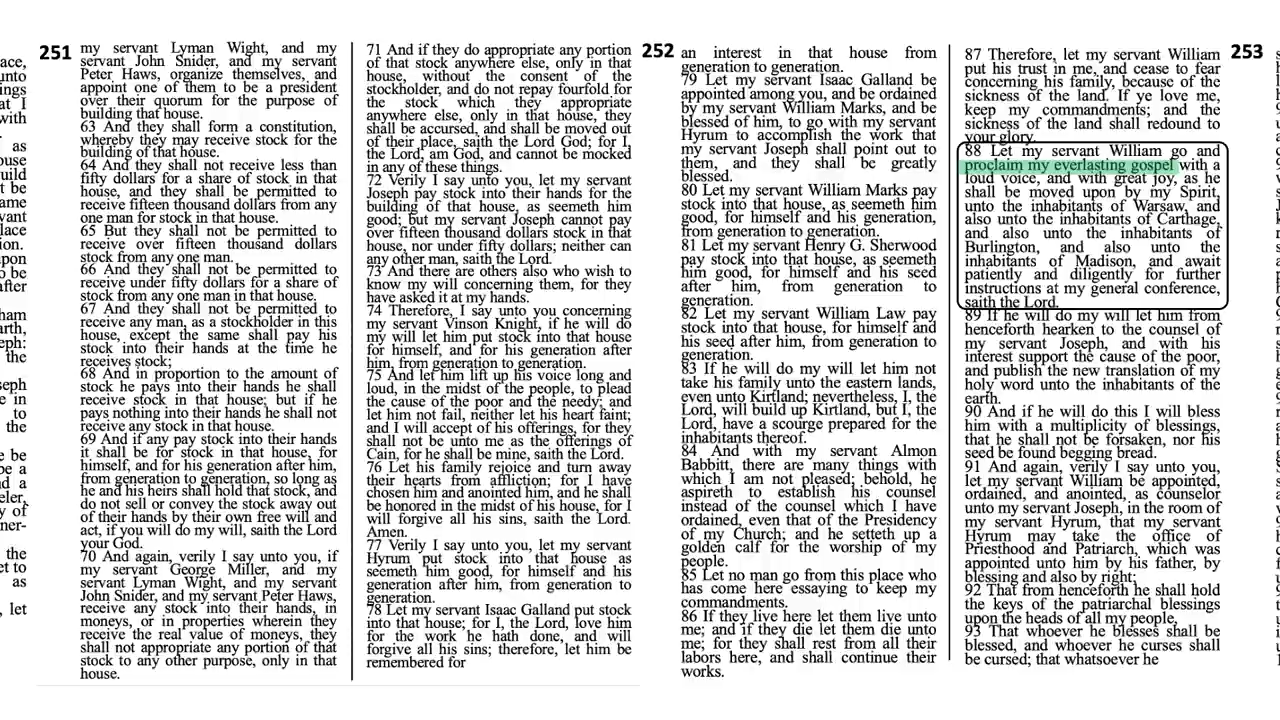 ace,
unto
ings
at I
with
.
as
ouse
uild
t be
ame
vant
lace
ion.
upon
o be
after
ham
arth,
eph:
the
seph
e in
to
the
e be
be a
nd a
eler,
y of
ner-
the
et to
as
, let
251
my servant Lyman Wight, and my
servant John Snider, and my servant
Peter Haws, organize themselves, and
appoint one of them to be a president
over their quorum for the purpose of
building that house.
63 And they shall form a constitution,
whereby they may receive stock for the
building of that house.
64 And they shall not receive less than
fifty dollars for a share of stock in that
house, and they shall be permitted to
receive fifteen thousand dollars from any
one man for stock in that house.
65 But they shall not be permitted to
receive over fifteen thousand dollars
stock from any one man.
66 And they shall not be permitted to
receive under fifty dollars for a share of
stock from any one man in that house.
67 And they shall not be permitted to
receive any man, as a stockholder in this
house, except the same shall pay his
stock into their hands at the time he
receives stock;
68 And in proportion to the amount of
stock he pays into their hands he shall
receive stock in that house; but if he
pays nothing into their hands he shall not
receive any stock in that house.
69 And if any pay stock into their hands
it shall be for stock in that house, for
himself, and for his generation after him,
from generation to generation, so long as
he and his heirs shall hold that stock, and
do not sell or convey the stock away out
of their hands by their own free will and
act, if you will do my will, saith the Lord
your God.
70 And again, verily I say unto you, if
my servant George Miller, and my
servant Lyman Wight, and my servant
John Snider, and my servant Peter Haws,
receive any stock into their hands, in
moneys, or in properties wherein they
receive the real value of moneys, they
shall not appropriate any portion of that
stock to any other purpose, only in that
house.
71 And if they do appropriate any portion
of that stock anywhere else, only in that
house, without the consent of the
stockholder, and do not repay fourfold for
the stock which they appropriate
anywhere else, only in that house, they
shall be accursed, and shall be moved out
of their place, saith the Lord God; for I,
the Lord, am God, and cannot be mocked
in any of these things.
72 Verily I say unto you, let my servant
Joseph pay stock into their hands for the
building of that house, as seemeth him
good; but my servant Joseph cannot pay
over fifteen thousand dollars stock in that
house, nor under fifty dollars; neither can
any other man, saith the Lord.
73 And there are others also who wish to
know my will concerning them, for they
have asked it at my hands.
74 Therefore, I say unto you concerning
my servant Vinson Knight, if he will do
my will let him put stock into that house
for himself, and for his generation after
him, from generation to generation.
75 And let him lift up his voice long and
loud, in the midst of the people, to plead
the cause of the poor and the needy; and
let him not fail, neither let his heart faint;
and I will accept of his offerings, for they
shall not be unto me as the offerings of
Cain, for he shall be mine, saith the Lord.
76 Let his family rejoice and turn away
their hearts from affliction; for I have
chosen him and anointed him, and he shall
be honored in the midst of his house, for I
will forgive all his sins, saith the Lord.
Amen.
77 Verily I say unto you, let my servant
Hyrum put stock into that house as
seemeth him good, for himself and his
generation after him, from generation to
generation.
78 Let my servant Isaac Galland put stock
into that house; for I, the Lord, love him
for the work he hath done, and will
forgive all his sins; therefore, let him be
remembered for
252
an interest in that house from
generation to generation.
79 Let my servant Isaac Galland be
appointed among you, and be ordained
by my servant William Marks, and be
blessed of him, to go with my servant
Hyrum to accomplish the work that
my servant Joseph shall point out to
them, and they shall be greatly
blessed.
80 Let my servant William Marks pay
stock into that house, as seemeth him
good, for himself and his generation,
from generation to generation.
81 Let my servant Henry G. Sherwood
pay stock into that house, as seemeth
him good, for himself and his seed
after him, from generation to
generation.
82 Let my servant William Law pay
stock into that house, for himself and
his seed after him, from generation to
generation.
83 If he will do my will let him not
take his family unto the eastern lands,
even unto Kirtland; nevertheless, I, the
Lord, will build up Kirtland, but I, the
Lord, have a scourge prepared for the
inhabitants thereof.
84 And with my servant Almon
Babbitt, there are many things with
which I am not pleased; behold, he
aspireth to establish his counsel
instead of the counsel which I have
ordained, even that of the Presidency
of my Church; and he setteth up a
golden calf for the worship of my
people.
85 Let no man go from this place who
has come here essaying to keep my
commandments.
86 If they live here let them live unto
me; and if they die let them die unto
me; for they shall rest from all their
labors here, and shall continue their
works.
87 Therefore, let my servant William
put his trust in me, and cease to fear
concerning his family, because of the
sickness of the land. If ye love me,
keep my commandments; and the
sickness of the land shall redound to
your glory.
88 Let my servant William go and
proclaim my everlasting gospel with a
loud voice, and with great joy, as he
shall be moved upon by my Spirit,
unto the inhabitants of Warsaw, and
also unto the inhabitants of Carthage,
and also unto the inhabitants of
Burlington, and also unto the
inhabitants of Madison, and await
patiently and diligently for further
instructions at my general conference,
saith the Lord.
89 If he will do my will let him from
henceforth hearken to the counsel of
my servant Joseph, and with his
interest support the cause of the poor,
and publish the new translation of my
holy word unto the inhabitants of the
earth.
90 And if he will do this I will bless
him with a multiplicity of blessings,
that he shall not be forsaken, nor his
seed be found begging bread.
91 And again, verily I say unto you,
let my servant William be appointed,
ordained, and anointed, as counselor
unto my servant Joseph, in the room of
my servant Hyrum, that my servant
Hyrum may take the office of
Priesthood and Patriarch, which was
appointed unto him by his father, by
blessing and also by right;
92 That from henceforth he shall hold
the keys of the patriarchal blessings
upon the heads of all my people,
93 That whoever he blesses shall be
blessed, and whoever he curses shall
be cursed; that whatsoever he
253